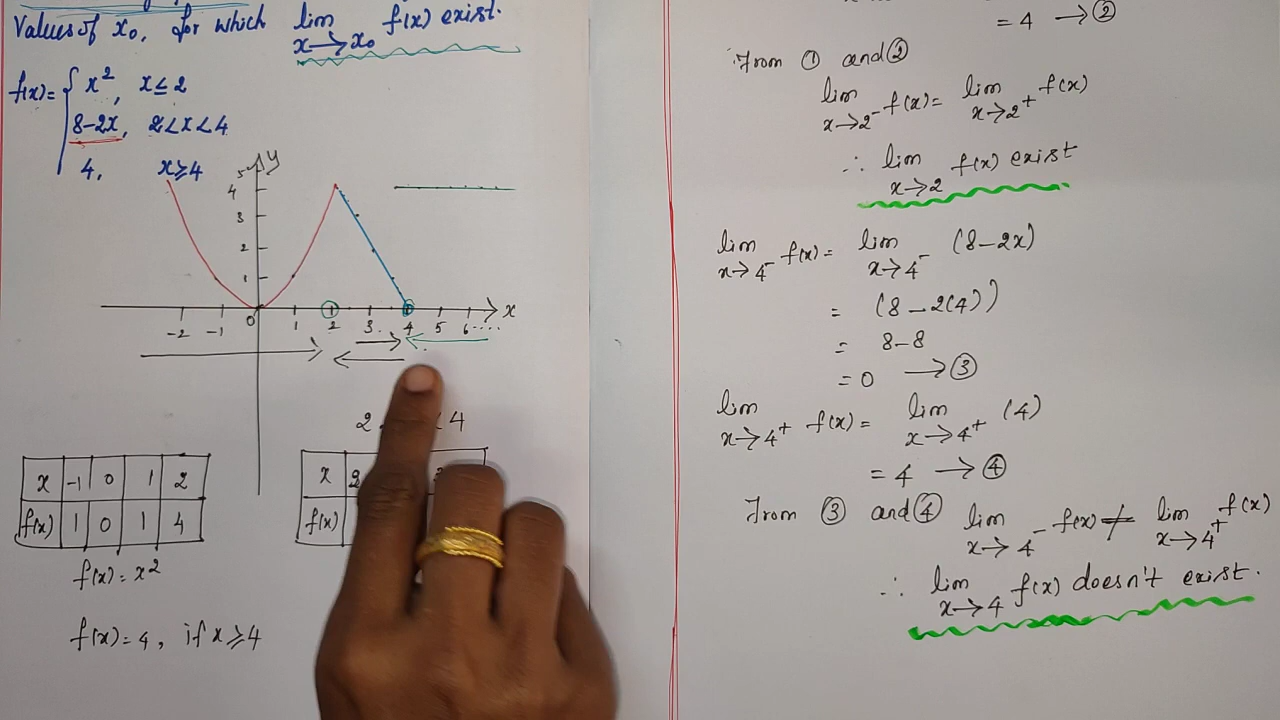 Values of x₀, for which lim x→x₀ f(x) exist.
f(x) = { x², x ≤ 2
8-2x, 2<x<4
4, x ≥ 4
y
5
4
3
2
1
-2 -1 0 1 2 3 4 5 6 .... x
2 < 4
x -1 0 1 2
f(x) 1 0 1 4
f(x) = x²
x 2
f(x)
f(x) = 4, if x ≥ 4
= 4 → ②
From ① and ②
lim x→2⁻ f(x) = lim x→2⁺ f(x)
∴ lim x→2 f(x) exist
lim x→4⁻ f(x) = lim x→4⁻ (8-2x)
= (8-2(4))
= 8-8
= 0 → ③
lim x→4⁺ f(x) = lim x→4⁺ (4)
= 4 → ④
From ③ and ④ lim x→4⁻ f(x) ≠ lim x→4⁺ f(x)
∴ lim x→4 f(x) doesn't exist.